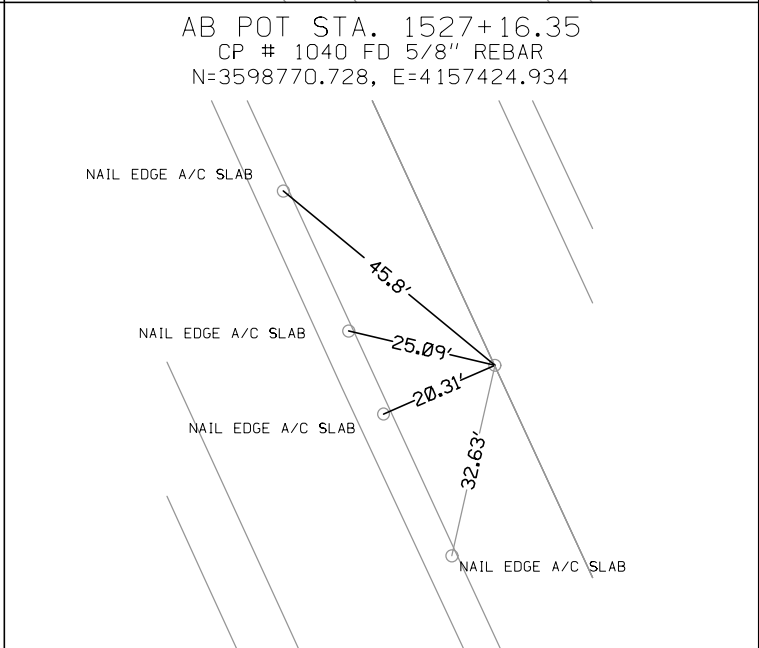 AB POT STA. 1527+16.35
CP # 1040 FD 5/8" REBAR
N=3598770.728, E=4157424.934
NAIL EDGE A/C SLAB
45.8'
NAIL EDGE A/C SLAB
25.09'
20.31'
NAIL EDGE A/C SLAB
32.63'
NAIL EDGE A/C SLAB